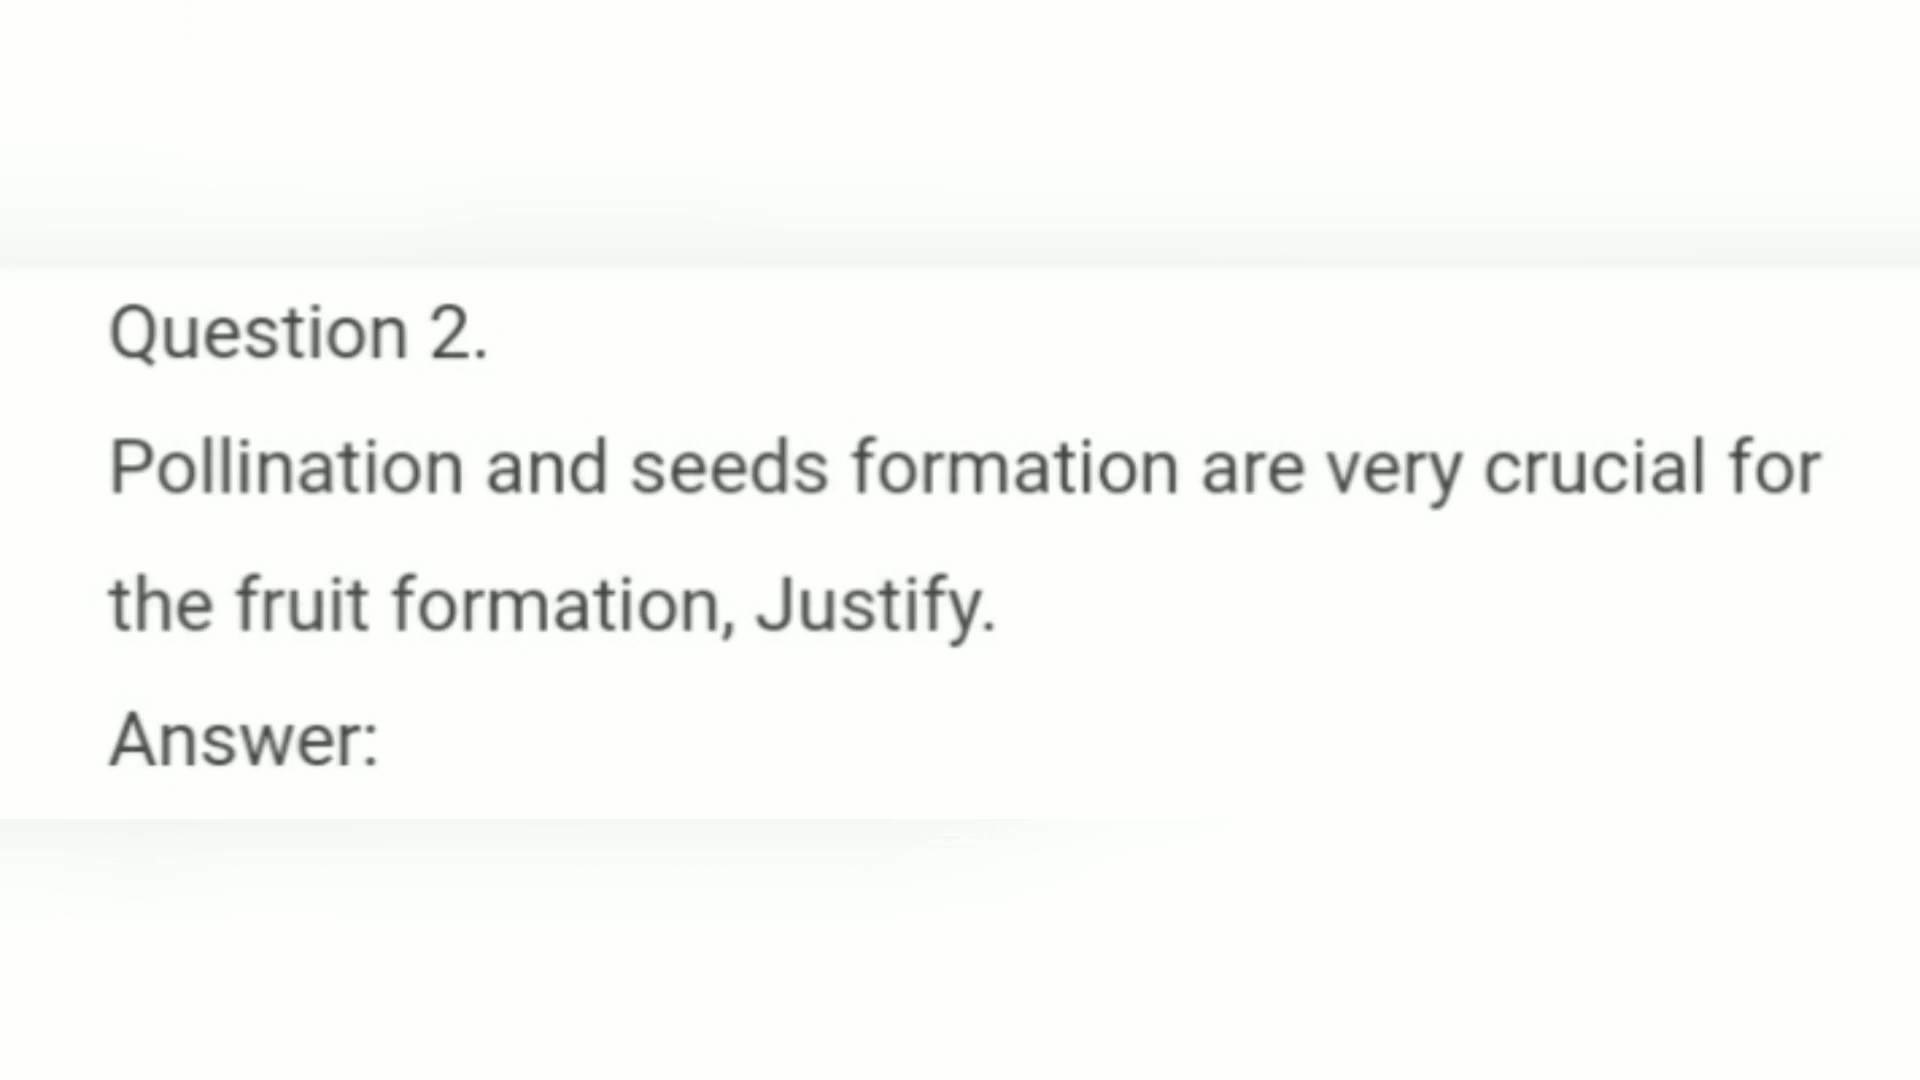 Question 2.
Pollination and seeds formation are very crucial for
the fruit formation, Justify.
Answer: